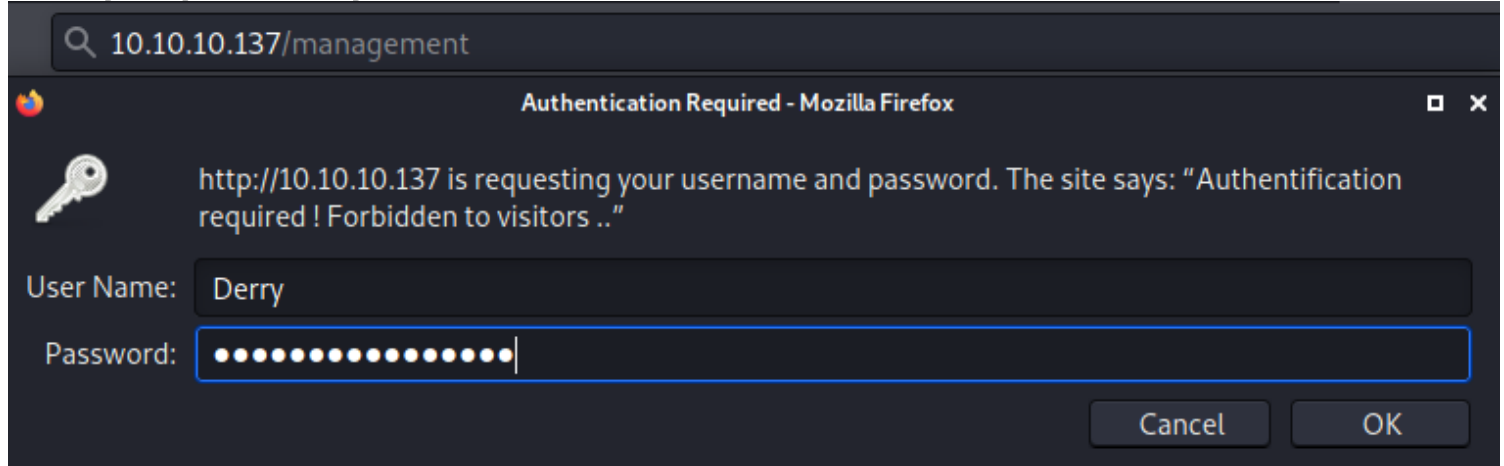 10.10.10.137/management
Authentication Required - Mozilla Firefox
http://10.10.10.137 is requesting your username and password. The site says: “Authentification
required ! Forbidden to visitors ..”
User Name: Derry
Password: ●●●●●●●●●●●●●●●●
Cancel OK